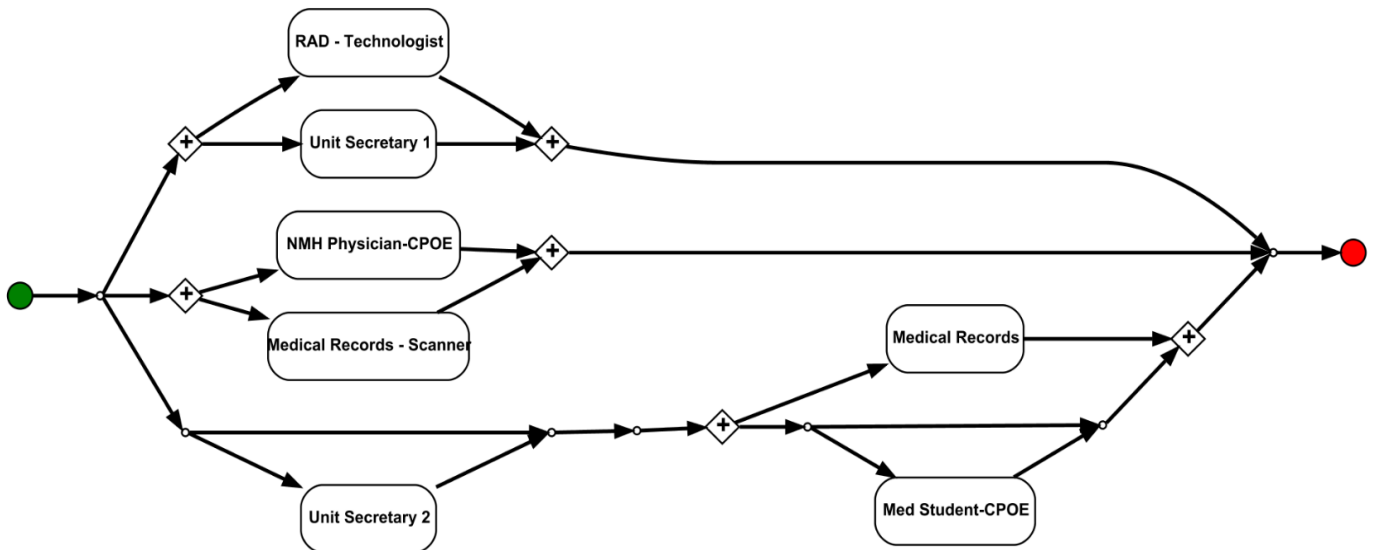 RAD - Technologist
Unit Secretary 1
NMH Physician-CPOE
Medical Records - Scanner
Medical Records
Med Student-CPOE
Unit Secretary 2